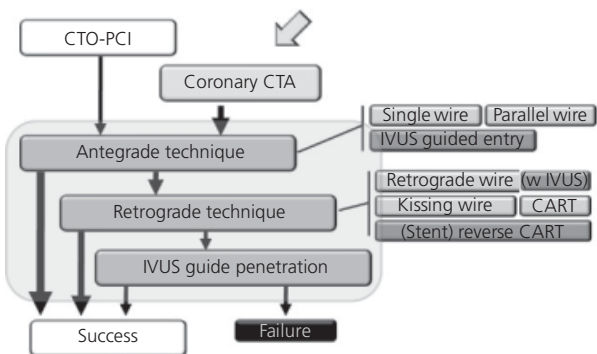 CTO-PCI
Coronary CTA
Single wire
Parallel wire
IVUS guided entry
Antegrade technique
Retrograde wire (w IVUS)
Kissing wire
CART
(Stent) reverse CART
Retrograde technique
IVUS guide penetration
Success
Failure